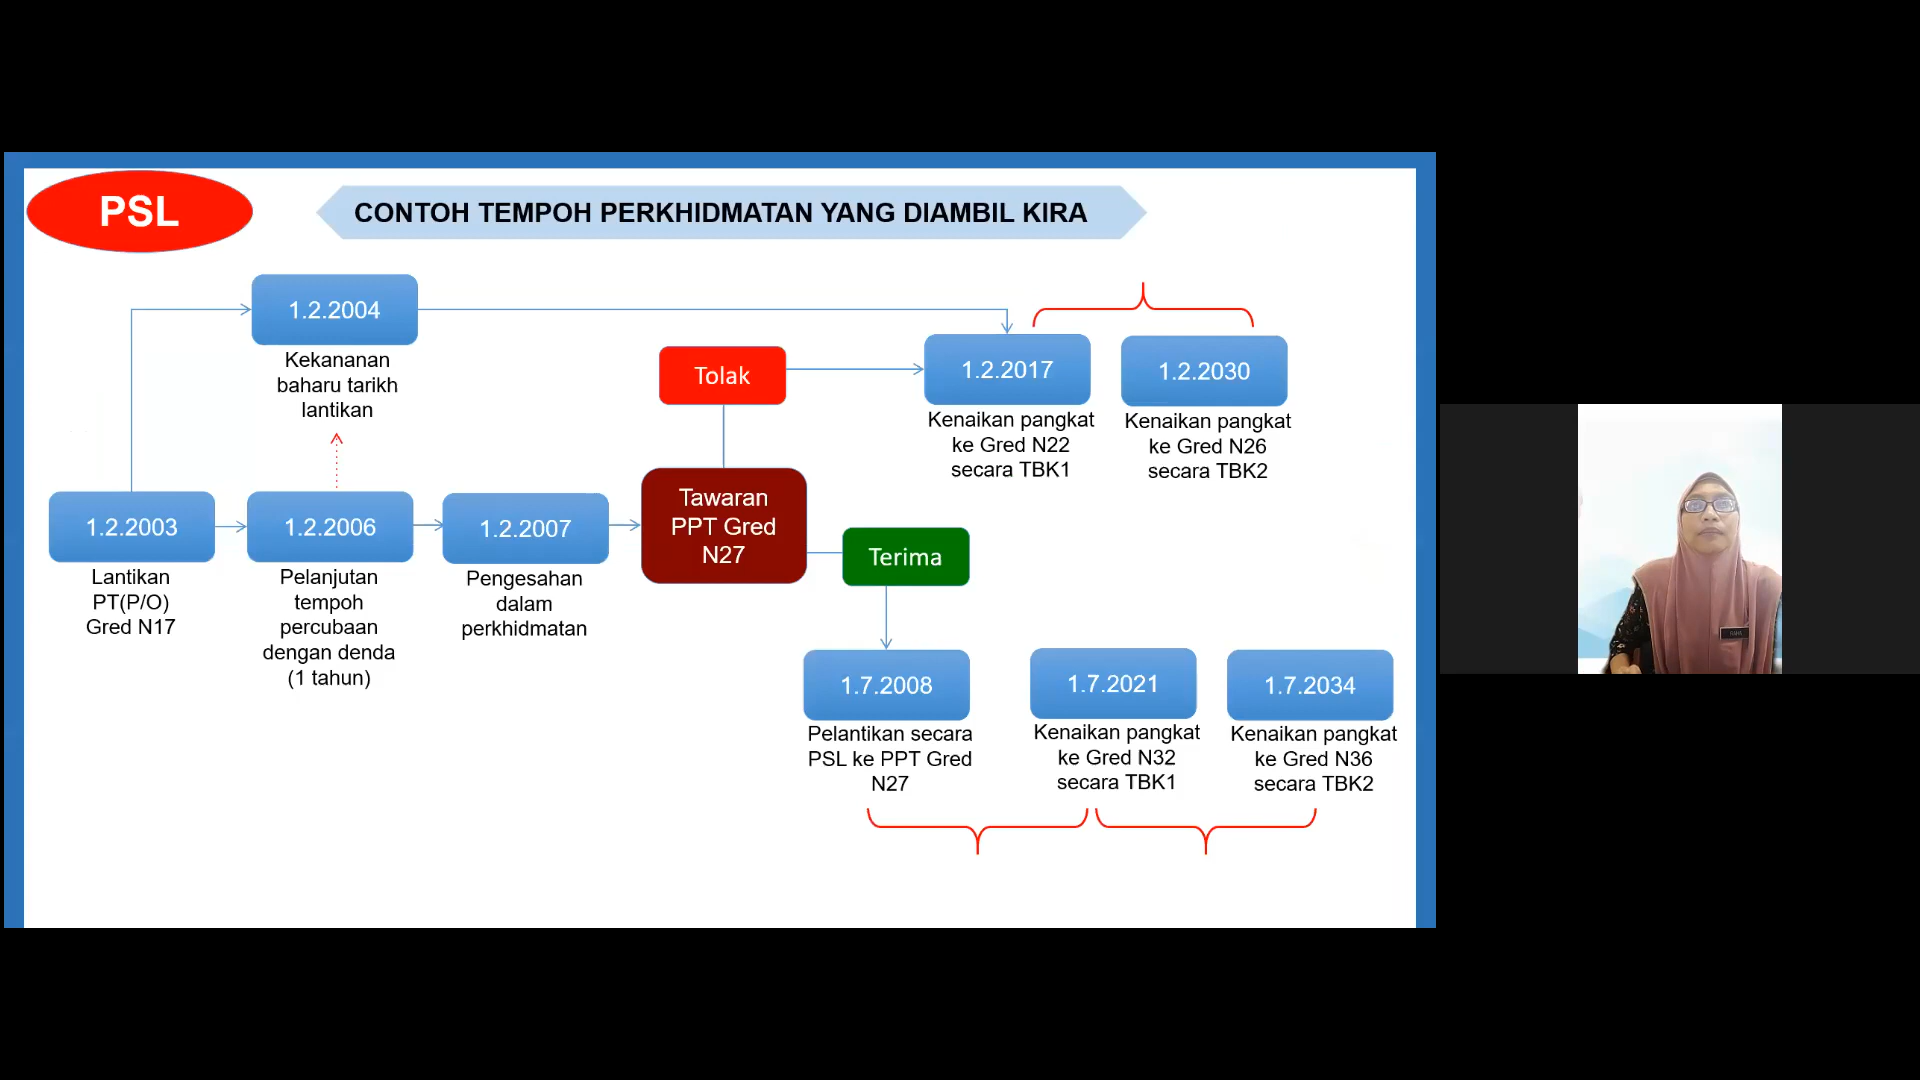 PSL
CONTOH TEMPOH PERKHIDMATAN YANG DIAMBIL KIRA
1.2.2004
Kekananan
baharu tarikh
lantikan
Tolak
1.2.2017
Kenaikan pangkat
ke Gred N22
secara TBK1
1.2.2030
Kenaikan pangkat
ke Gred N26
secara TBK2
1.2.2003
Lantikan
PT(P/O)
Gred N17
1.2.2006
Pelanjutan
tempoh
percubaan
dengan denda
(1 tahun)
1.2.2007
Pengesahan
dalam
perkhidmatan
Tawaran
PPT Gred
N27
Terima
1.7.2008
Pelantikan secara
PSL ke PPT Gred
N27
1.7.2021
Kenaikan pangkat
ke Gred N32
secara TBK1
1.7.2034
Kenaikan pangkat
ke Gred N36
secara TBK2